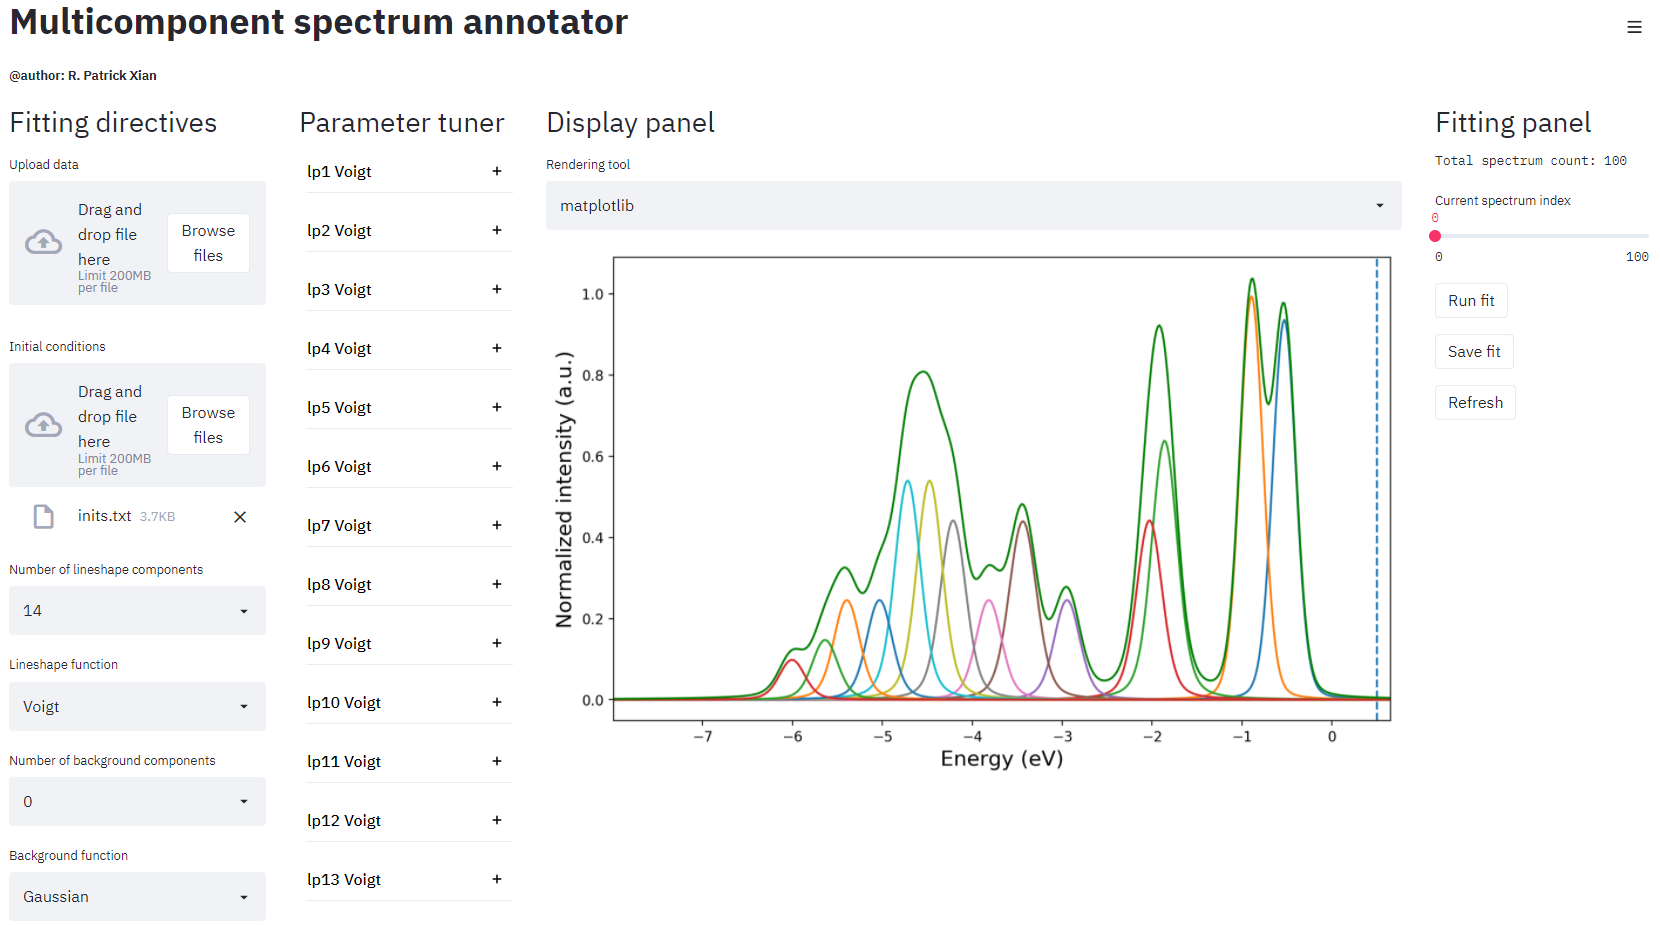 Multicomponent spectrum annotator
@author: R. Patrick Xian
Fitting directives
Upload data
Drag and
drop file
here
Limit 200MB
per file
Browse
files
Initial conditions
Drag and
drop file
here
Limit 200MB
per file
Browse
files
inits.txt 3.7KB
Number of lineshape components
14
Lineshape function
Voigt
Number of background components
0
Background function
Gaussian
Parameter tuner
lp1 Voigt +
lp2 Voigt +
lp3 Voigt +
lp4 Voigt +
lp5 Voigt +
lp6 Voigt +
lp7 Voigt +
lp8 Voigt +
lp9 Voigt +
lp10 Voigt +
lp11 Voigt +
lp12 Voigt +
lp13 Voigt +
Display panel
Rendering tool
matplotlib
Normalized intensity (a.u.)
1.0
0.8
0.6
0.4
0.2
0.0
−7 −6 −5 −4 −3 −2 −1 0
Energy (eV)
Fitting panel
Total spectrum count: 100
Current spectrum index
0
0 100
Run fit
Save fit
Refresh